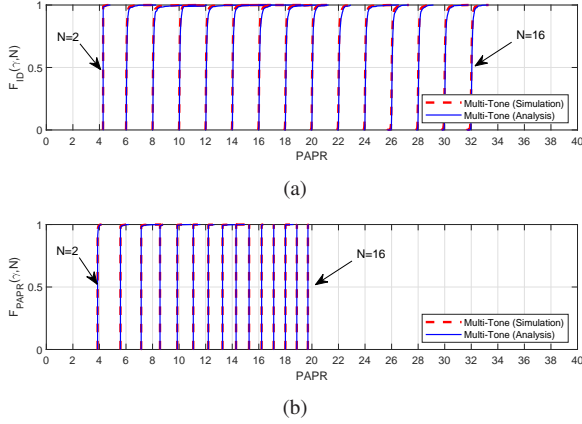 1
0.5
0
F_ID(γ,N)
N=2
N=16
Multi-Tone (Simulation)
Multi-Tone (Analysis)
0 2 4 6 8 10 12 14 16 18 20 22 24 26 28 30 32 34 36 38 40
PAPR
(a)
1
0.5
0
F_PAPR(γ,N)
N=2
N=16
Multi-Tone (Simulation)
Multi-Tone (Analysis)
0 2 4 6 8 10 12 14 16 18 20 22 24 26 28 30 32 34 36 38 40
PAPR
(b)